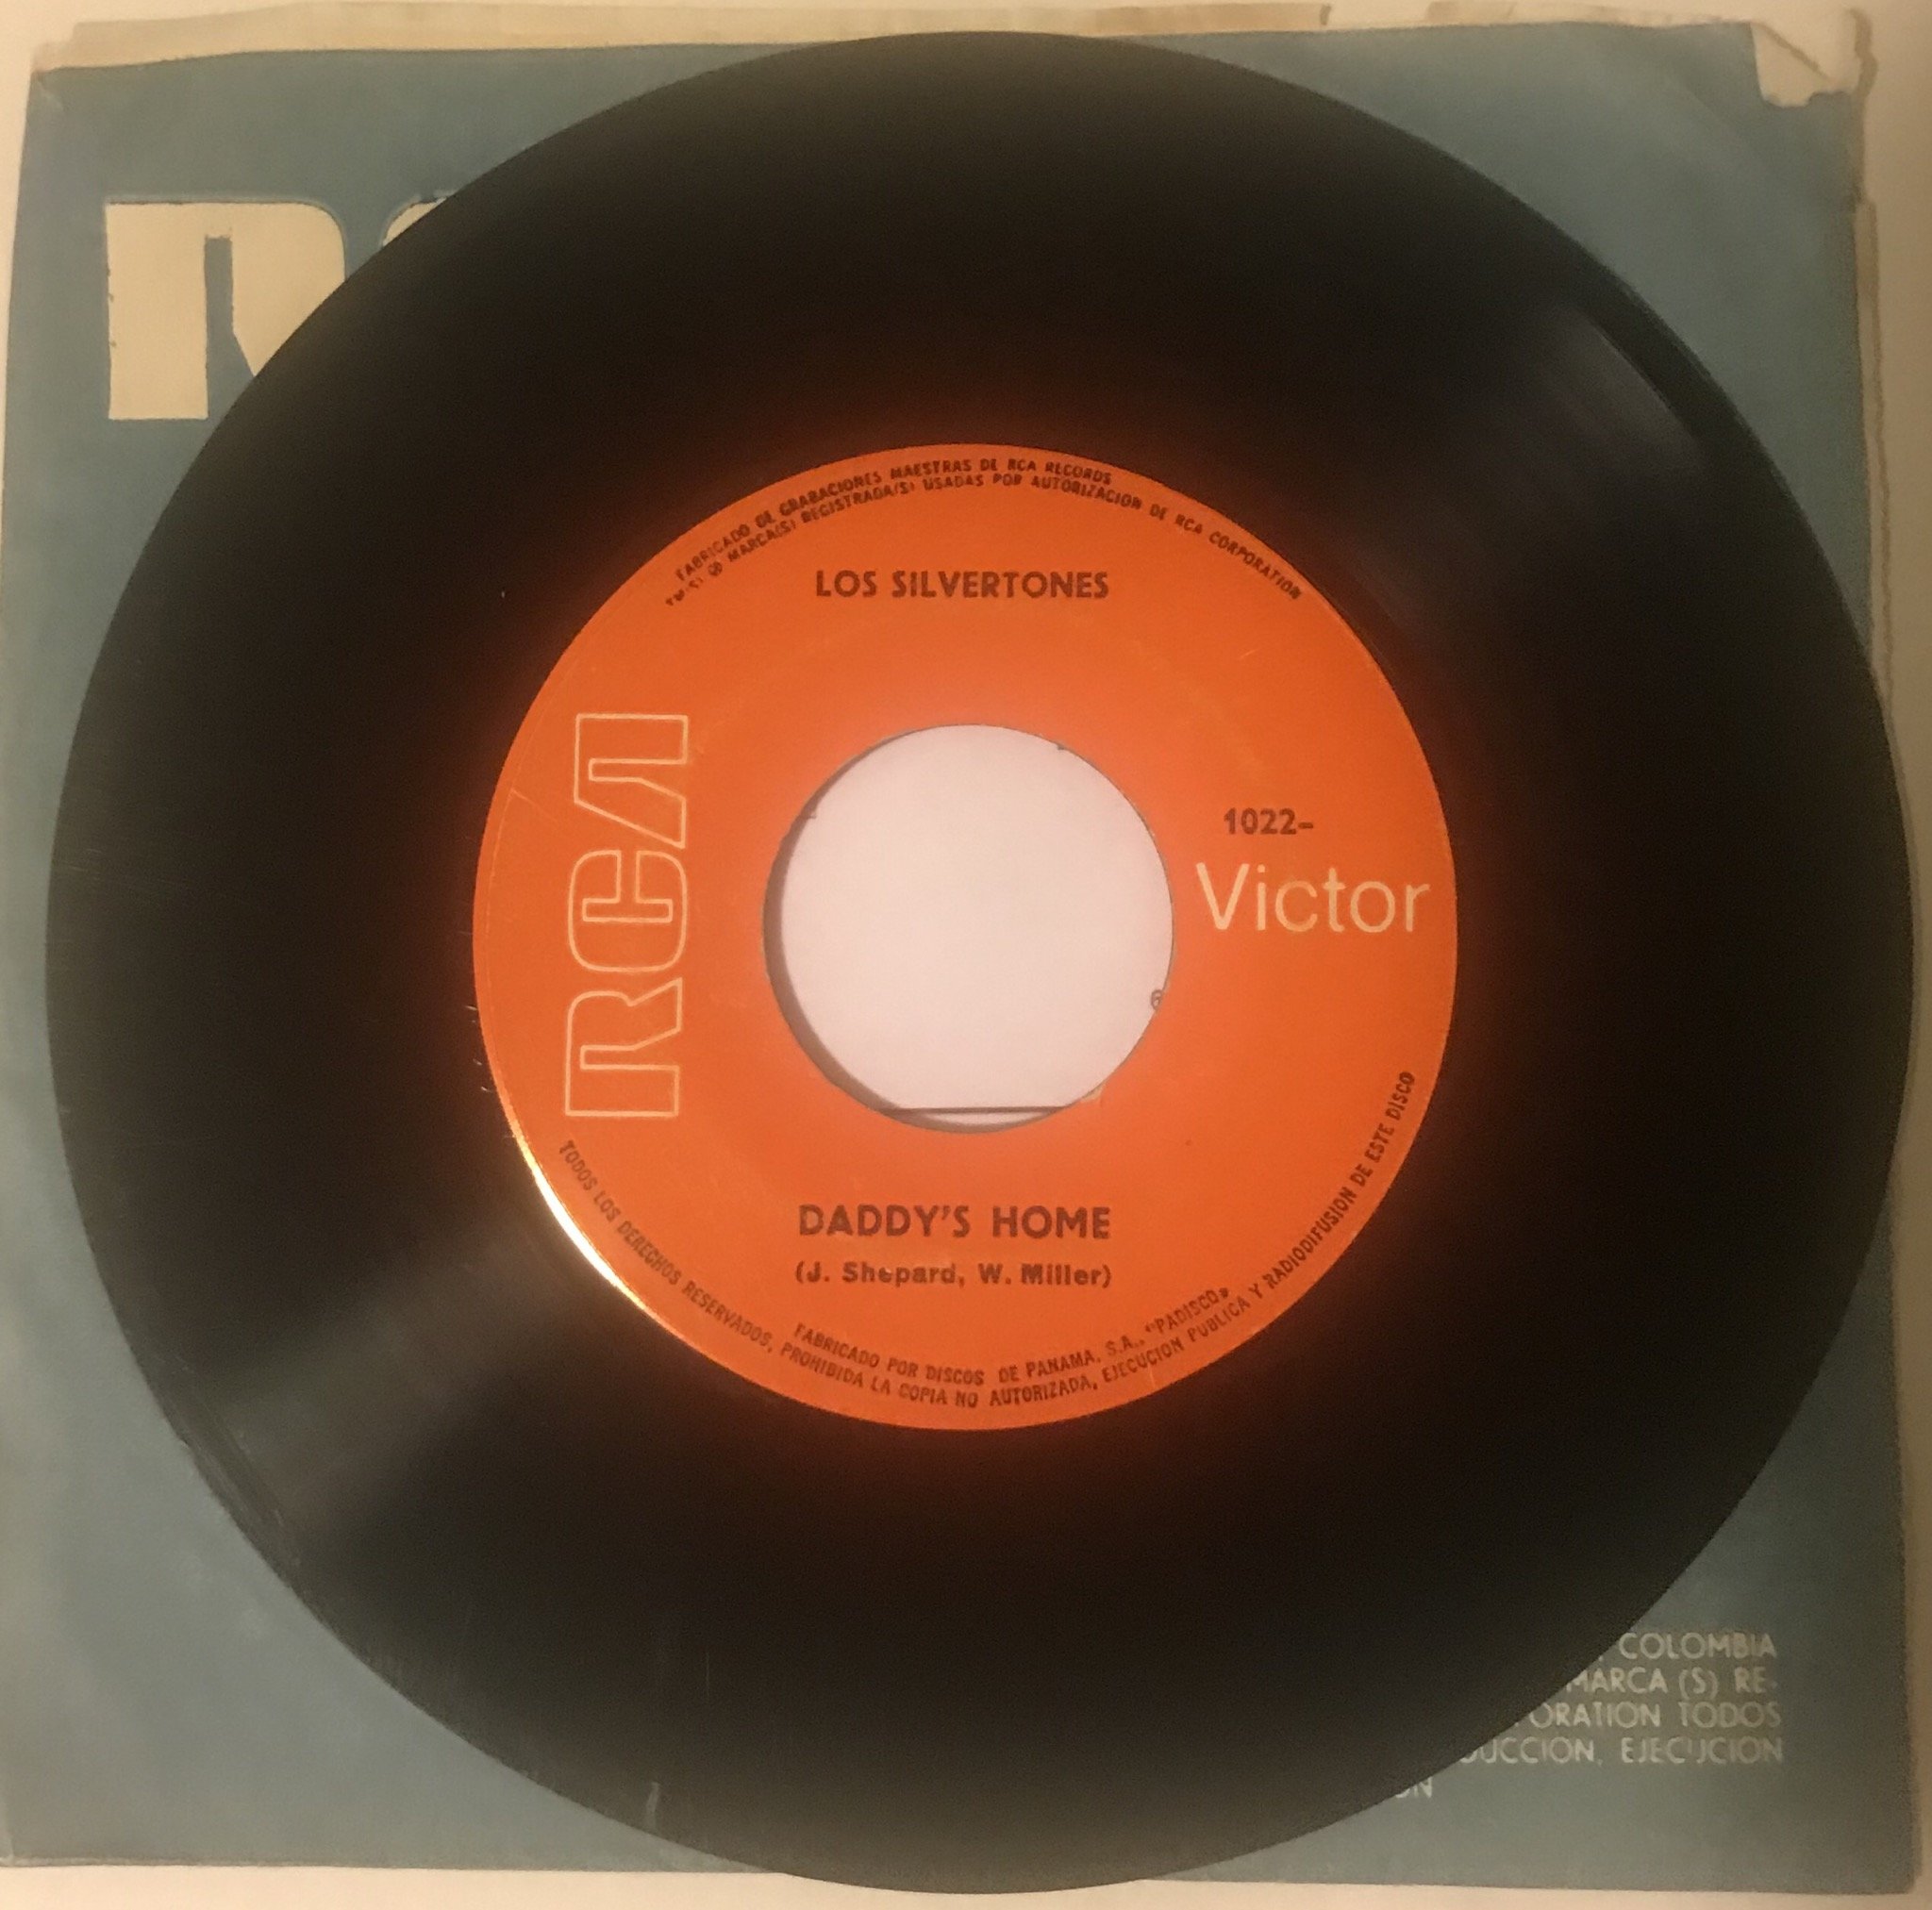 FABRICADO DE GRABACIONES MAESTRAS DE RCA RECORDS
TM(S) ® MARCA(S) REGISTRADA(S) USADAS POR AUTORIZACION DE RCA CORPORATION
LOS SILVERTONES
RCA
1022-
Victor
DADDY'S HOME
(J. Shepard, W. Miller)
FABRICADO POR DISCOS DE PANAMA, S.A., "PADISCO"
TODOS LOS DERECHOS RESERVADOS, PROHIBIDA LA COPIA NO AUTORIZADA, EJECUCION PUBLICA Y RADIODIFUSION DE ESTE DISCO
COLOMBIA
MARCA (S) RE-
ORATION TODOS
DUCCION, EJECUCION
ON